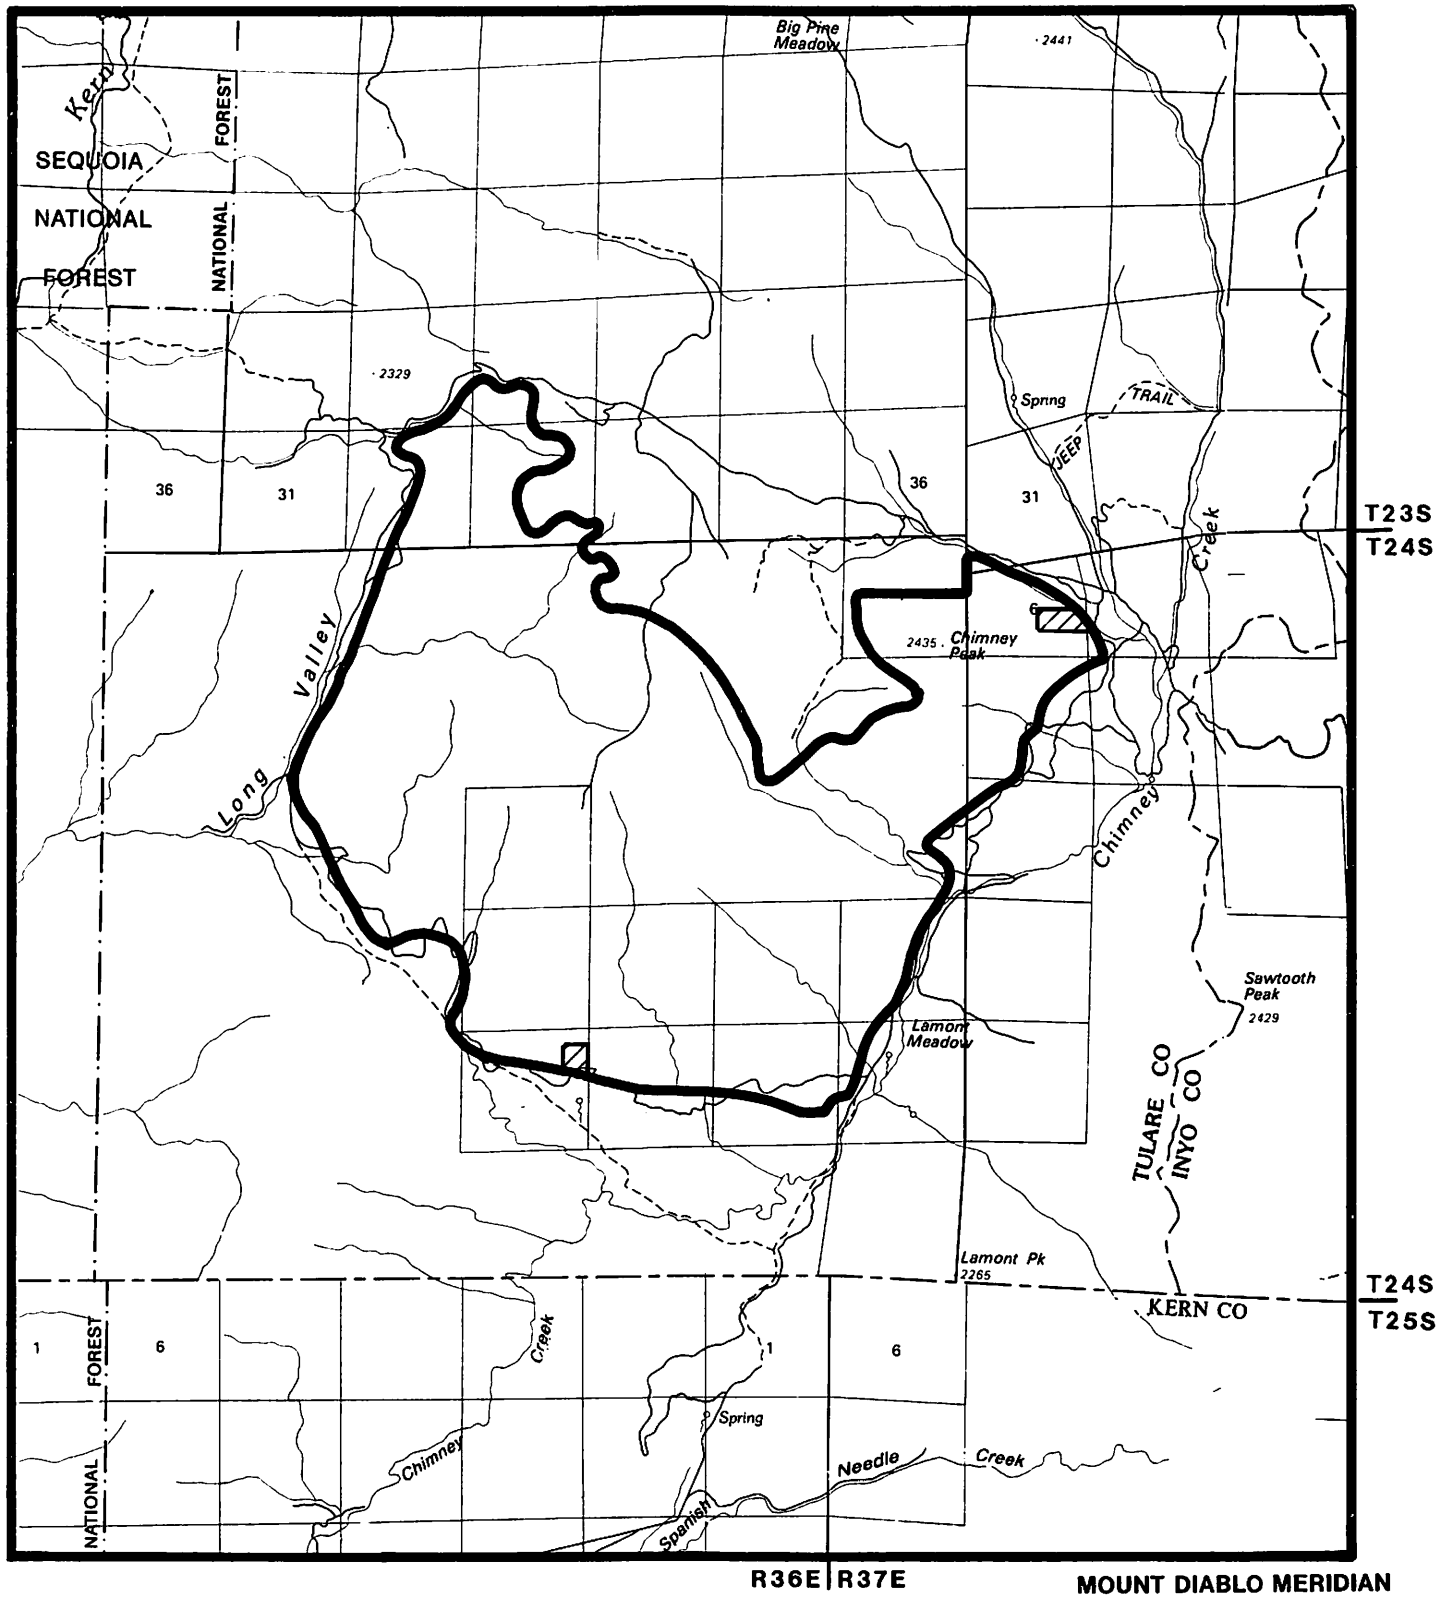 Big Pine
Meadow
2441
Kern
FOREST
SEQUOIA
NATIONAL
NATIONAL
FOREST
2329
Spring
TRAIL
JEEP
36
31
36
31
T23S
T24S
Creek
6
2435
Chimney
Peak
Valley
Long
Chimney
Sawtooth
Peak
2429
Lamont
Meadow
TULARE CO
INYO CO
Lamont Pk
2265
KERN CO
T24S
T25S
1
FOREST
6
Creek
1
6
Spring
Chimney
NATIONAL
Needle
Creek
Spanish
R36E R37E
MOUNT DIABLO MERIDIAN